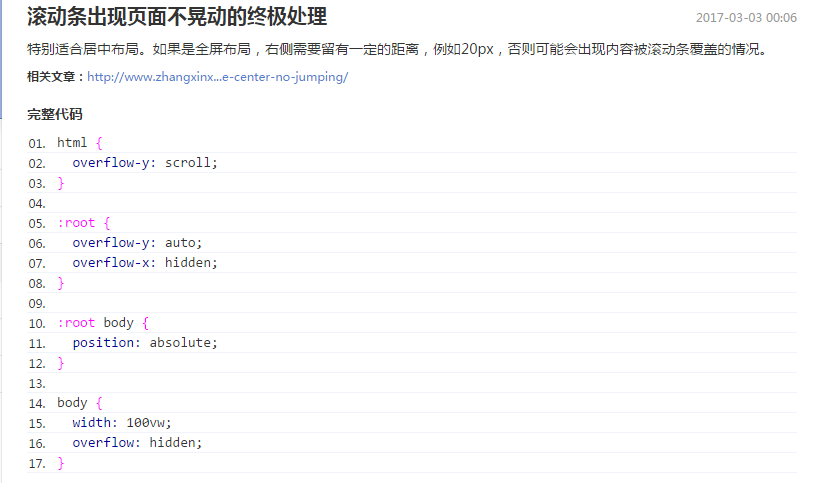 滚动条出现页面不晃动的终极处理 2017-03-03 00:06
特别适合居中布局。如果是全屏布局，右侧需要留有一定的距离，例如20px，否则可能会出现内容被滚动条覆盖的情况。
相关文章：http://www.zhangxinx...e-center-no-jumping/
完整代码
01. html {
02. overflow-y: scroll;
03. }
04.
05. :root {
06. overflow-y: auto;
07. overflow-x: hidden;
08. }
09.
10. :root body {
11. position: absolute;
12. }
13.
14. body {
15. width: 100vw;
16. overflow: hidden;
17. }